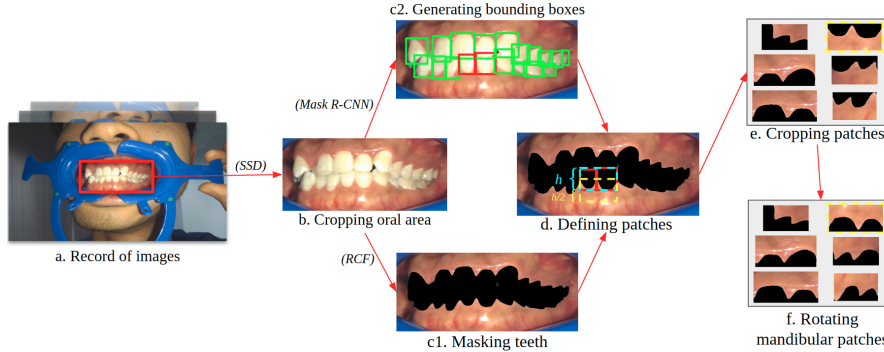 c2. Generating bounding boxes
(Mask R-CNN)
(SSD)
a. Record of images
b. Cropping oral area
(RCF)
c1. Masking teeth
h
h/2
d. Defining patches
e. Cropping patches
f. Rotating
mandibular patches